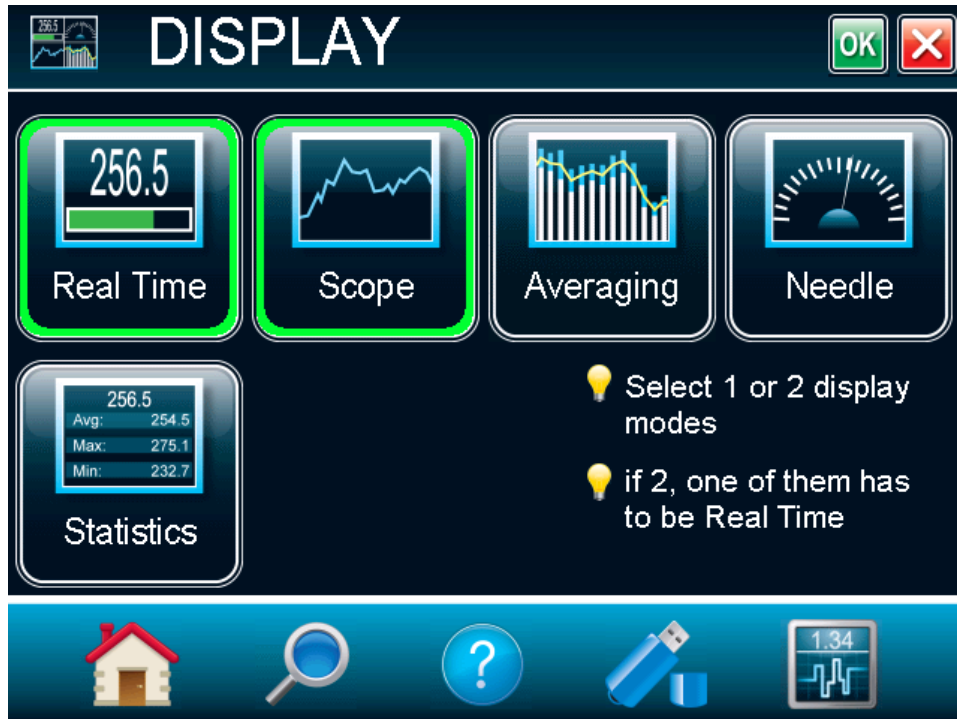 256.5
DISPLAY
OK
256.5
Real Time
Scope
Averaging
Needle
256.5
Avg: 254.5
Max: 275.1
Min: 232.7
Statistics
Select 1 or 2 display
modes
if 2, one of them has
to be Real Time
?
1.34